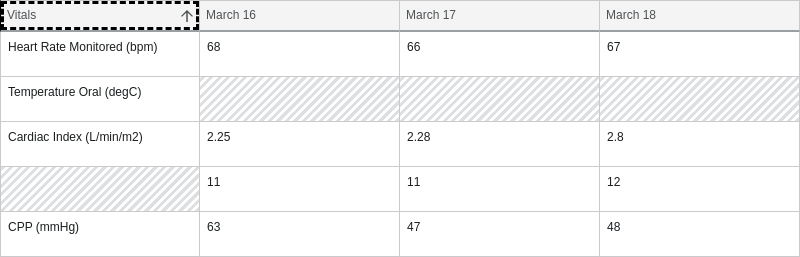 Vitals March 16 March 17 March 18
Heart Rate Monitored (bpm) 68 66 67
Temperature Oral (degC)
Cardiac Index (L/min/m2) 2.25 2.28 2.8
11 11 12
CPP (mmHg) 63 47 48